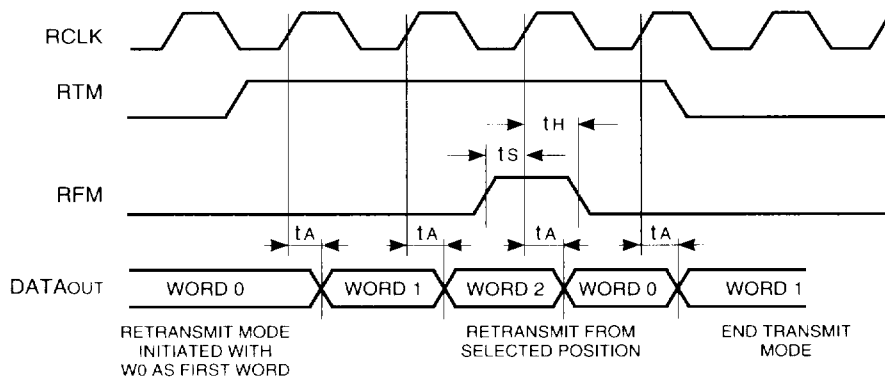 RCLK
RTM
tH
tS
RFM
tA tA tA tA
DATAOUT WORD 0 WORD 1 WORD 2 WORD 0 WORD 1
RETRANSMIT MODE
INITIATED WITH
W0 AS FIRST WORD
RETRANSMIT FROM
SELECTED POSITION
END TRANSMIT
MODE